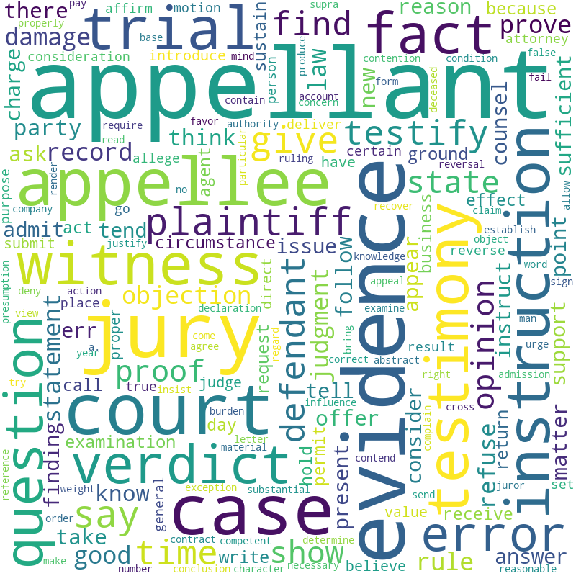 pay
supra
properly
there
affirm
motion
trial
sustain
find
fact
reason
because
damage
base
produce
prove
consideration
introduce
mind
law
attorney
charge
person
contention
condition
false
appellant
contain
account
concern
new
form
fail
deceased
require
favor
authority
deliver
reversal
party
read
think
give
testify
counsel
sufficient
ask
record
allege
agent
particular
ruling
have
certain
ground
allow
purpose
render
appellee
no
recover
state
effect
company
go
evidence
claim
admit
act
tend
plaintiff
business
establish
submit
justify
circumstance
issue
follow
appear
reverse
object
point
witness
direct
knowledge
instruction
word
sign
presumption
deny
action
declaration
appeal
testimony
man
place
objection
defendant
judgment
examine
opinion
instruct
urge
support
view
err
a.
proper
come
regard
bring
result
year
jury
agree
request
correct
abstract
try
statement
call
true
insist
judge
tell
consider
right
admission
question
proof
influence
cross
finding
court
burden
day
offer
complain
refuse
return
juror
set
examination
letter
hold
permit
present
contend
matter
reference
verdict
material
case
error
weight
know
general
exception
substantial
send
order
say
contract
competent
determine
value
receive
take
make
good
time
write
show
believe
rule
answer
number
conclusion
character
necessary
reasonable